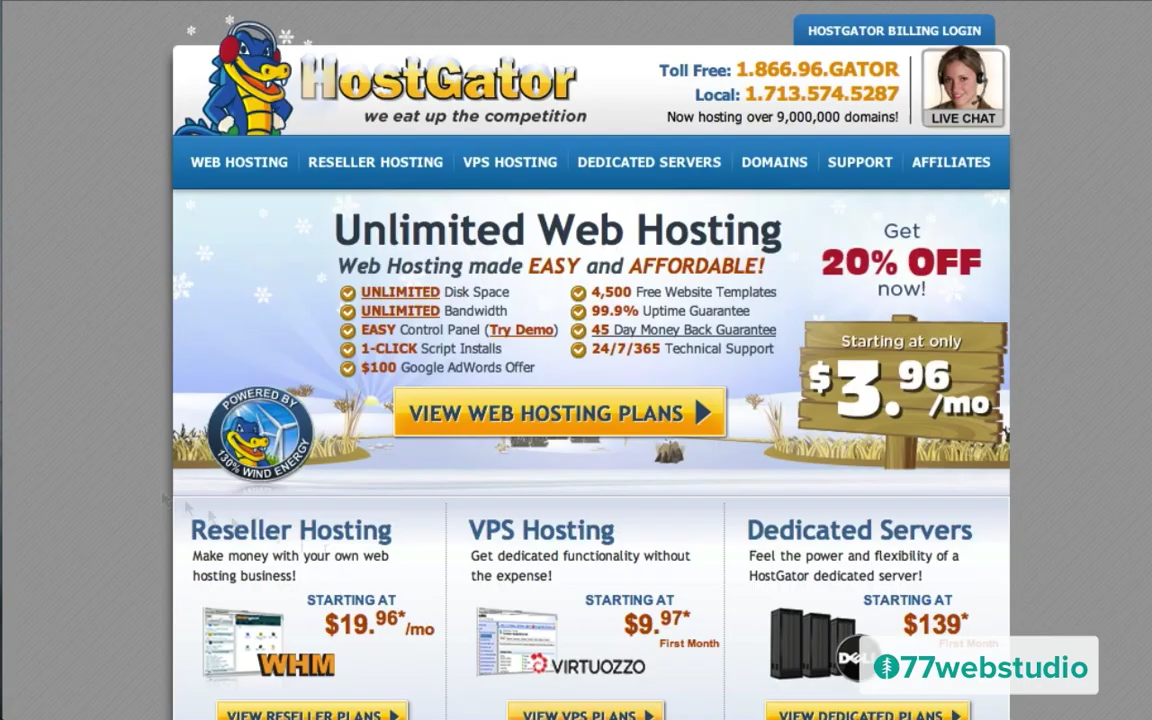 HOSTGATOR BILLING LOGIN
HostGator
we eat up the competition
Toll Free: 1.866.96.GATOR
Local: 1.713.574.5287
Now hosting over 9,000,000 domains!
LIVE CHAT
WEB HOSTING RESELLER HOSTING VPS HOSTING DEDICATED SERVERS DOMAINS SUPPORT AFFILIATES
Unlimited Web Hosting
Web Hosting made EASY and AFFORDABLE!
UNLIMITED Disk Space
UNLIMITED Bandwidth
EASY Control Panel (Try Demo)
1-CLICK Script Installs
$100 Google AdWords Offer
4,500 Free Website Templates
99.9% Uptime Guarantee
45 Day Money Back Guarantee
24/7/365 Technical Support
Get
20% OFF
now!
Starting at only
$3.96
/mo
VIEW WEB HOSTING PLANS
POWERED BY
130% WIND ENERGY
Reseller Hosting
Make money with your own web
hosting business!
STARTING AT
$19.96*/mo
WHM
VIEW RESELLER PLANS
VPS Hosting
Get dedicated functionality without
the expense!
STARTING AT
$9.97*
First Month
VIRTUOZZO
VIEW VPS PLANS
Dedicated Servers
Feel the power and flexibility of a
HostGator dedicated server!
STARTING AT
$139*
First Month
DELL
77webstudio
VIEW DEDICATED PLANS